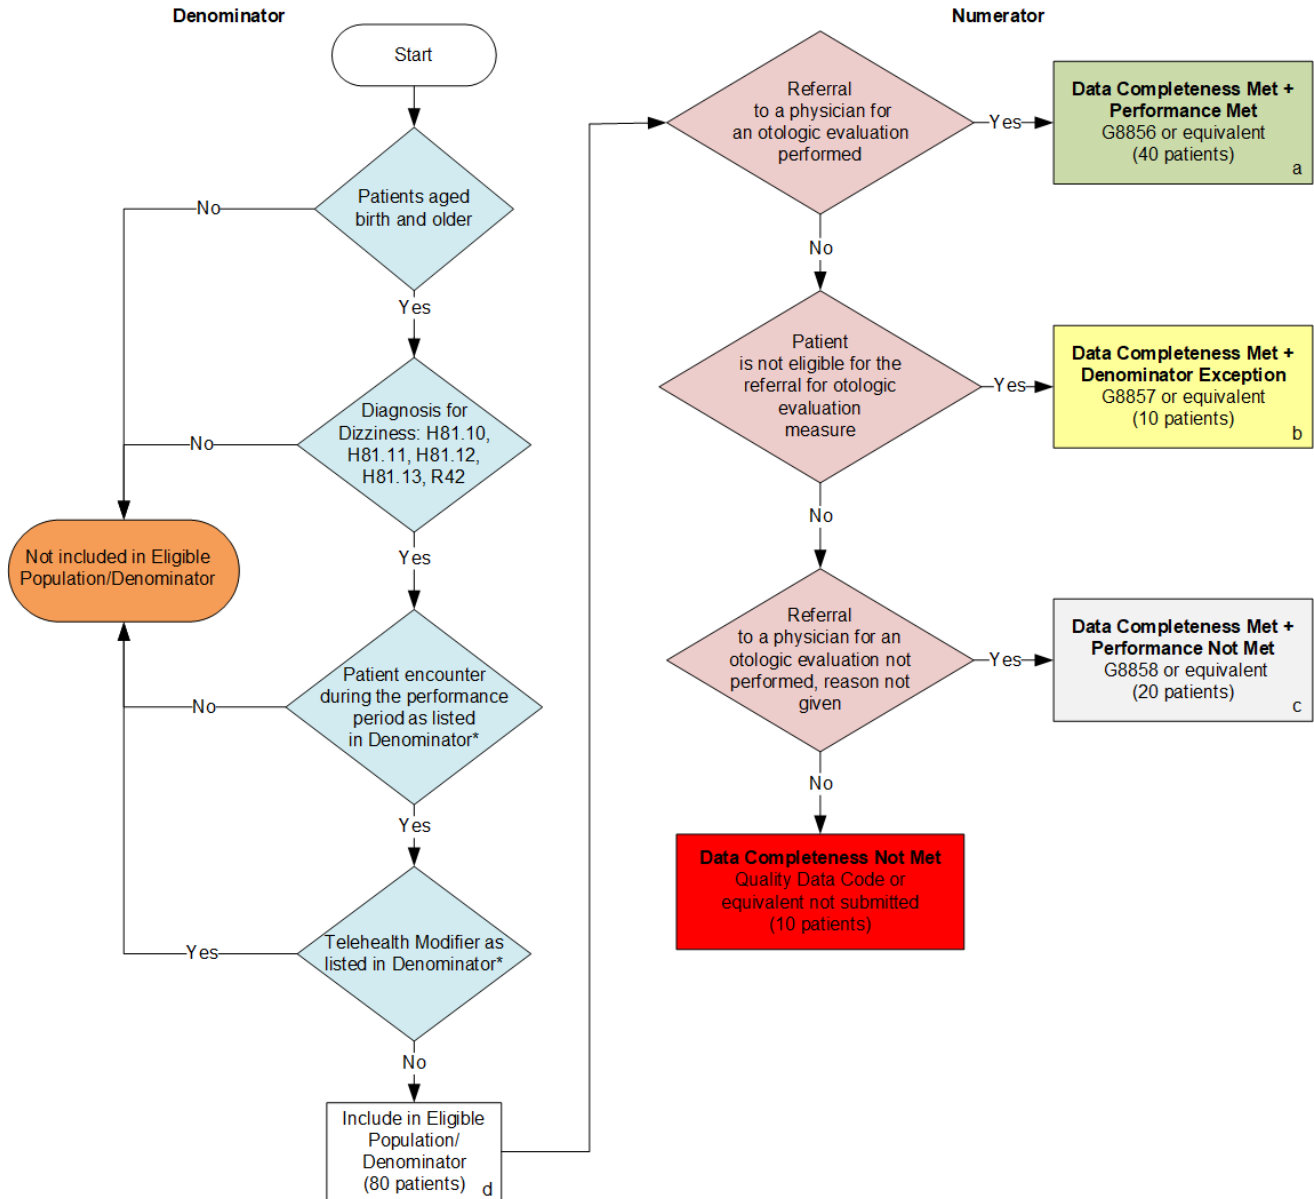 Denominator
Start
Patients aged
birth and older
No
Yes
Diagnosis for
Dizziness: H81.10,
H81.11, H81.12,
H81.13, R42
No
Yes
Not included in Eligible
Population/Denominator
Patient encounter
during the performance
period as listed
in Denominator*
No
Yes
Telehealth Modifier as
listed in Denominator*
Yes
No
Include in Eligible
Population/
Denominator
(80 patients)
d
Numerator
Referral
to a physician for
an otologic evaluation
performed
Yes
Data Completeness Met +
Performance Met
G8856 or equivalent
(40 patients)
a
No
Patient
is not eligible for the
referral for otologic
evaluation
measure
Yes
Data Completeness Met +
Denominator Exception
G8857 or equivalent
(10 patients)
b
No
Referral
to a physician for an
otologic evaluation not
performed, reason not
given
Yes
Data Completeness Met +
Performance Not Met
G8858 or equivalent
(20 patients)
c
No
Data Completeness Not Met
Quality Data Code or
equivalent not submitted
(10 patients)